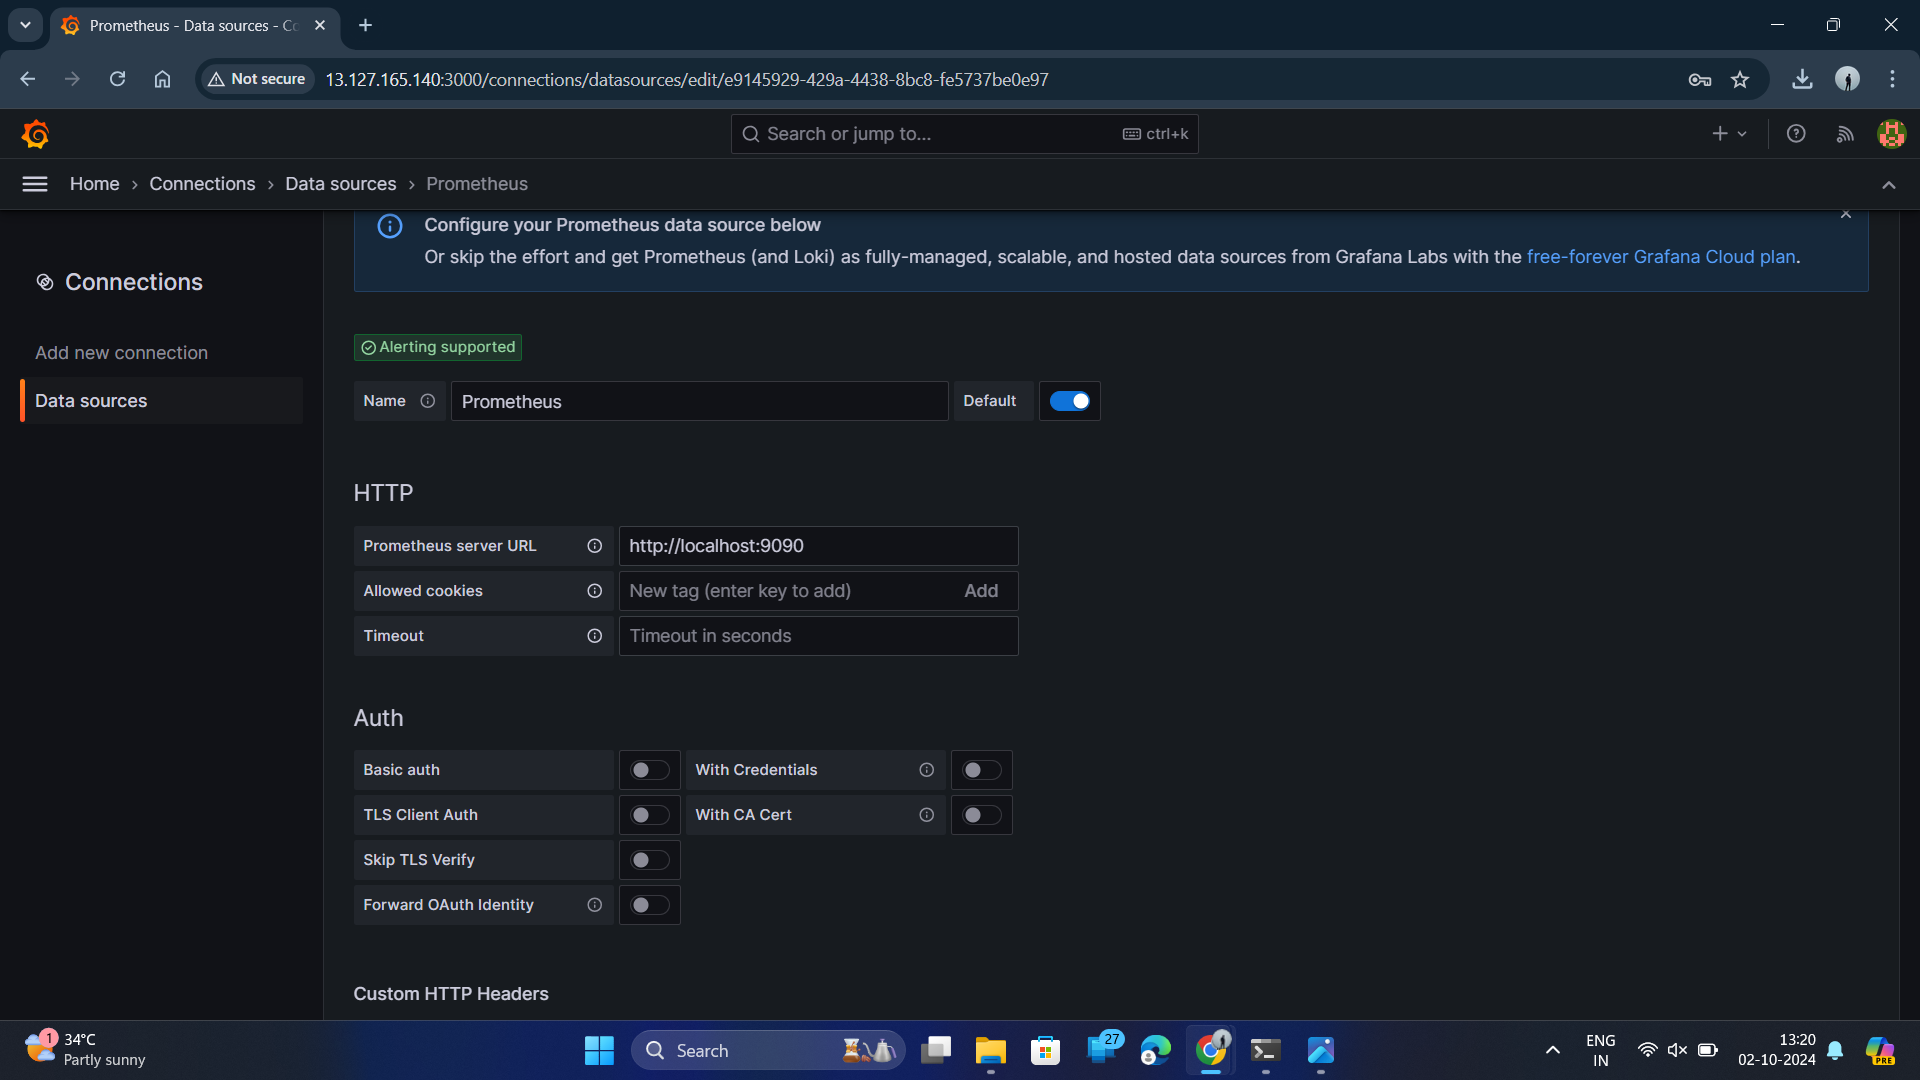 Prometheus - Data sources - Co
Not secure
13.127.165.140:3000/connections/datasources/edit/e9145929-429a-4438-8bc8-fe5737be0e97
Search or jump to...
ctrl+k
Home › Connections › Data sources › Prometheus
Configure your Prometheus data source below
Or skip the effort and get Prometheus (and Loki) as fully-managed, scalable, and hosted data sources from Grafana Labs with the free-forever Grafana Cloud plan.
Connections
Add new connection
Data sources
Alerting supported
Name
Prometheus
Default
HTTP
Prometheus server URL
http://localhost:9090
Allowed cookies
New tag (enter key to add)
Add
Timeout
Timeout in seconds
Auth
Basic auth
With Credentials
TLS Client Auth
With CA Cert
Skip TLS Verify
Forward OAuth Identity
Custom HTTP Headers
1
34°C
Partly sunny
Search
27
ENG
IN
13:20
02-10-2024
PRE